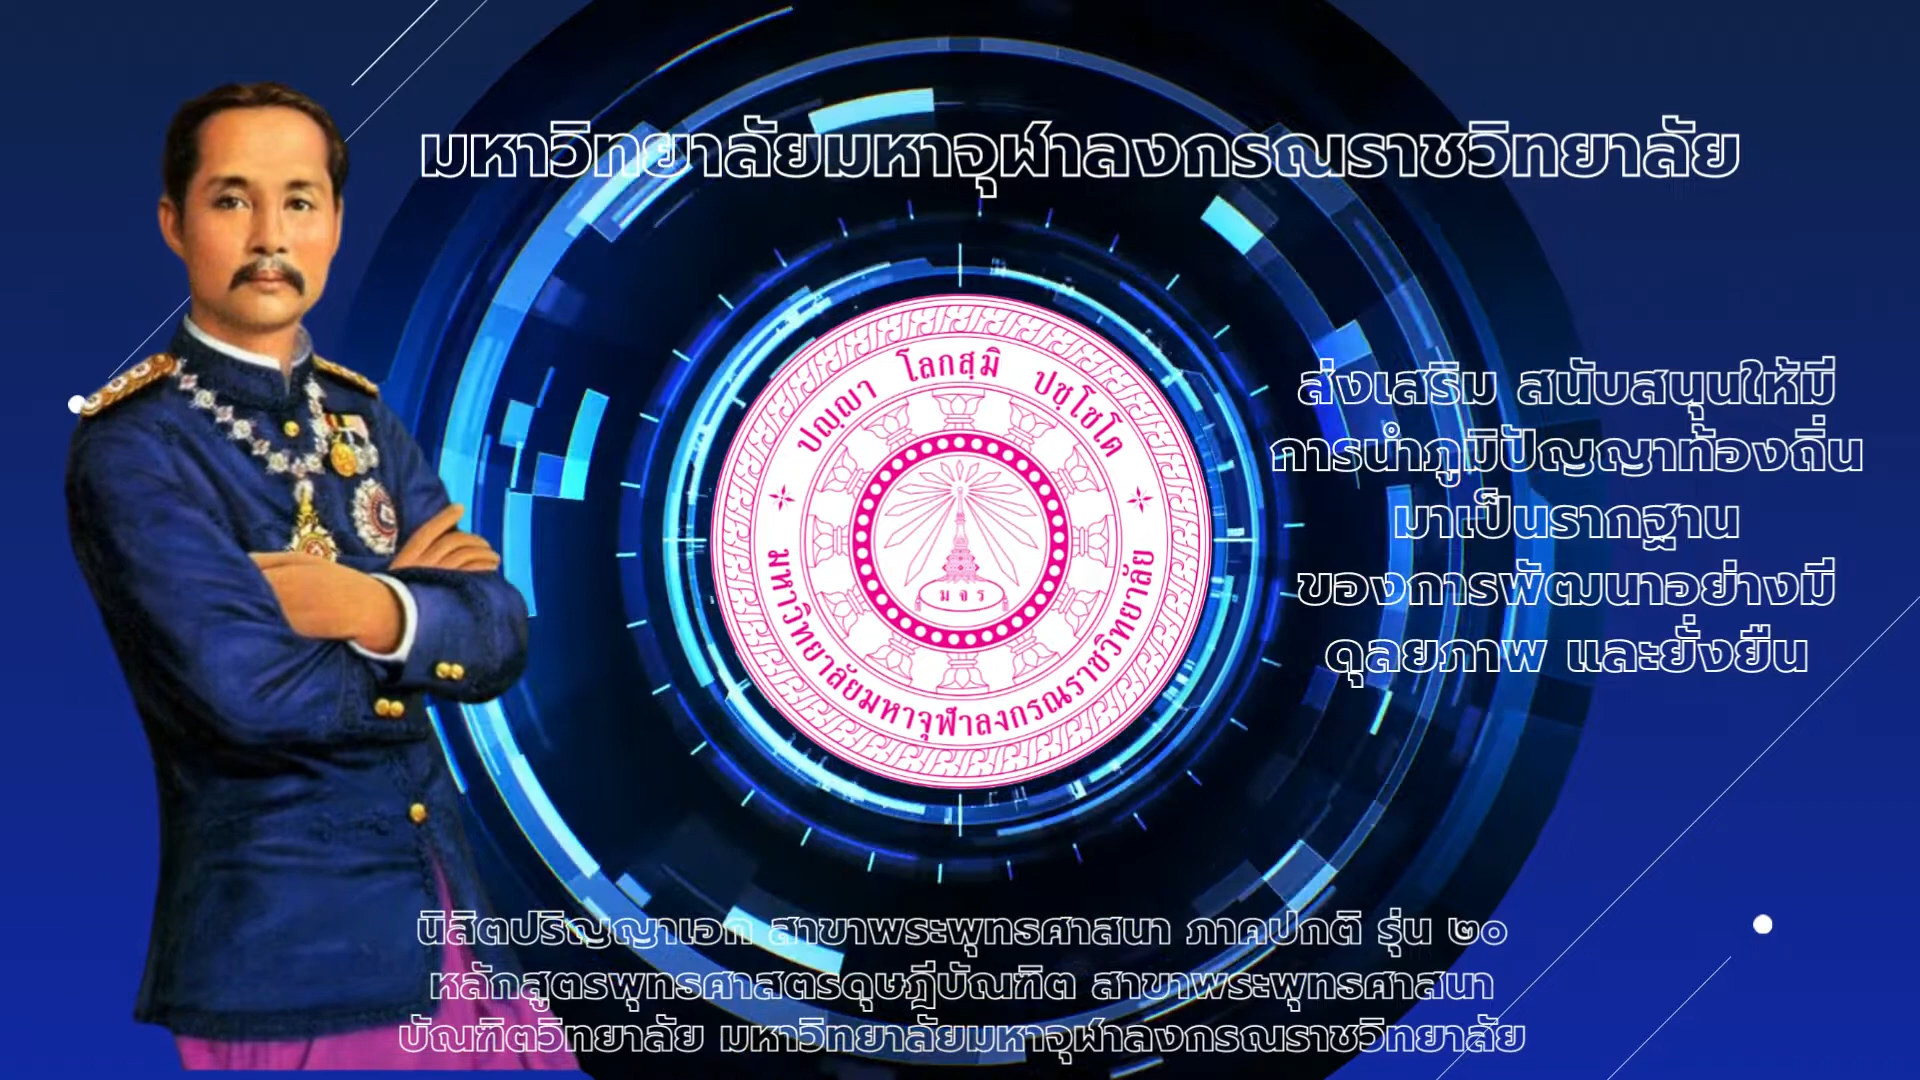 มหาวิทยาลัยมหาจุฬาลงกรณราชวิทยาลัย
ปญฺญา โลกสฺมิ ปชฺโชโต
ม จ ร
มหาวิทยาลัยมหาจุฬาลงกรณราชวิทยาลัย
ส่งเสริม สนับสนุนให้มี
การนำภูมิปัญญาท้องถิ่น
มาเป็นรากฐาน
ของการพัฒนาอย่างมี
ดุลยภาพ และยั่งยืน
นิสิตปริญญาเอก สาขาพระพุทธศาสนา ภาคปกติ รุ่น ๒๐
หลักสูตรพุทธศาสตรดุษฎีบัณฑิต สาขาพระพุทธศาสนา
บัณฑิตวิทยาลัย มหาวิทยาลัยมหาจุฬาลงกรณราชวิทยาลัย